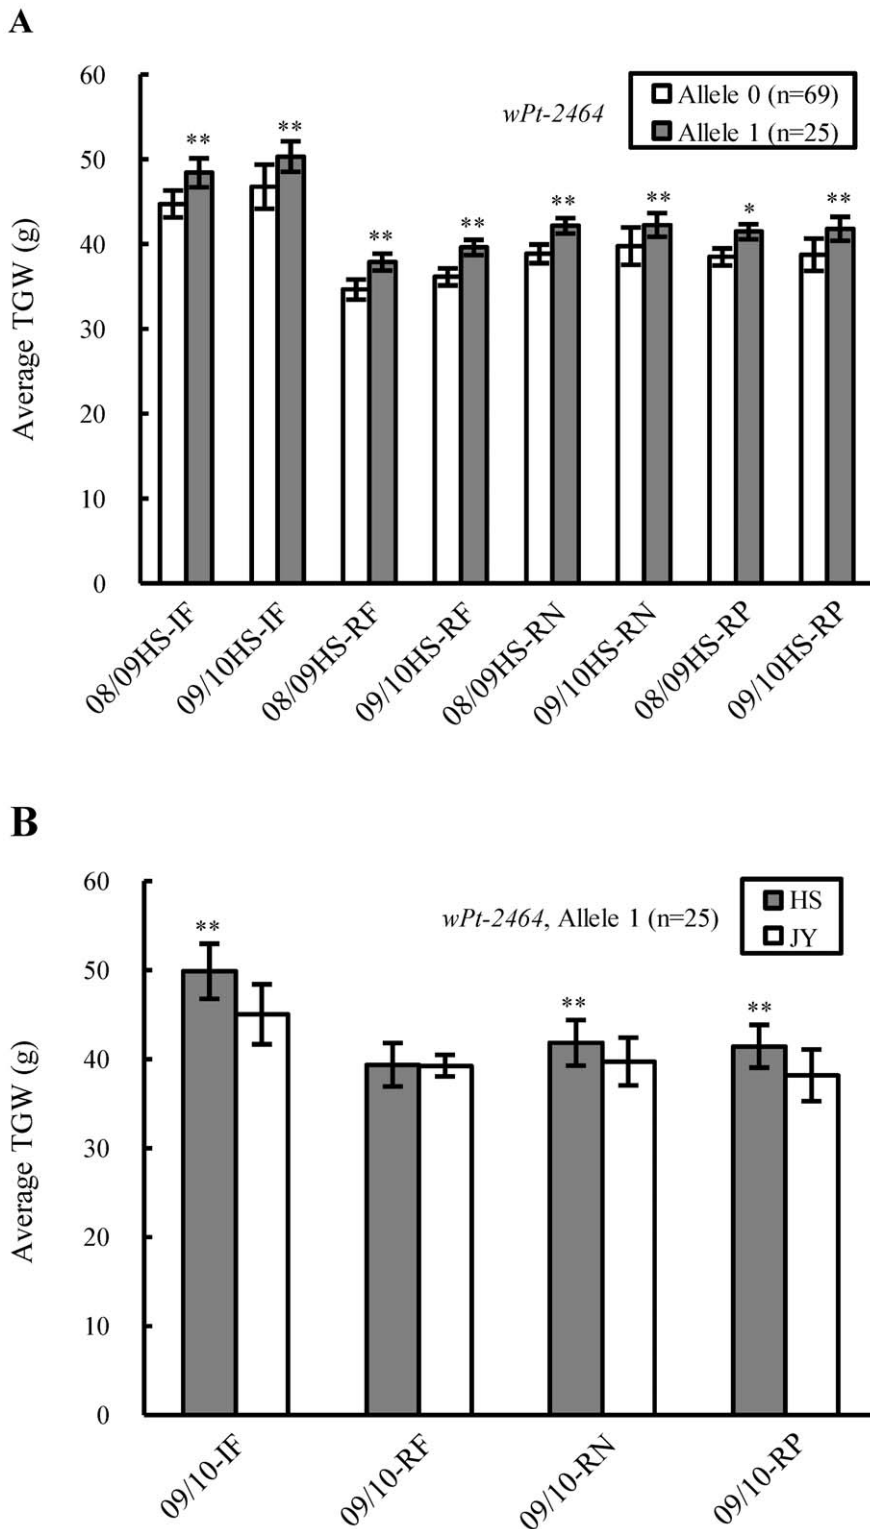 A
60
50
40
30
20
10
0
Average TGW (g)
wPt-2464
Allele 0 (n=69)
Allele 1 (n=25)
** ** ** ** ** ** * **
08/09HS-IF
09/10HS-IF
08/09HS-RF
09/10HS-RF
08/09HS-RN
09/10HS-RN
08/09HS-RP
09/10HS-RP
B
60
50
40
30
20
10
0
Average TGW (g)
wPt-2464, Allele 1 (n=25)
HS
JY
** ** **
09/10-IF
09/10-RF
09/10-RN
09/10-RP